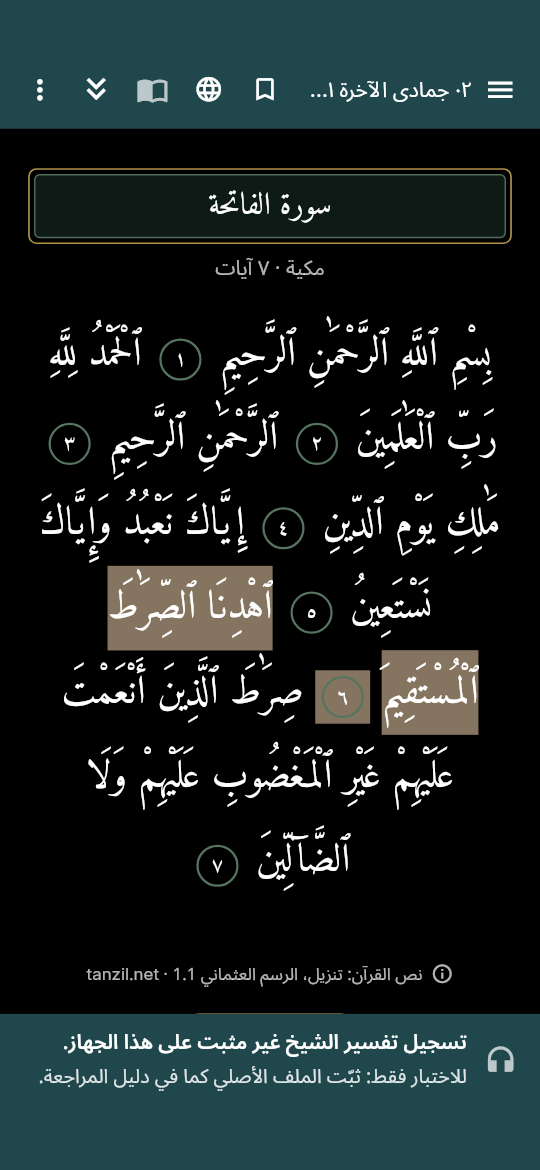 ٠٢ جمادى الآخرة ١...
سورة الفاتحة
مكية · ٧ آيات
بِسْمِ ٱللَّهِ ٱلرَّحْمَٰنِ ٱلرَّحِيمِ ١ ٱلْحَمْدُ لِلَّهِ
رَبِّ ٱلْعَٰلَمِينَ ٢ ٱلرَّحْمَٰنِ ٱلرَّحِيمِ ٣
مَٰلِكِ يَوْمِ ٱلدِّينِ ٤ إِيَّاكَ نَعْبُدُ وَإِيَّاكَ
نَسْتَعِينُ ٥ ٱهْدِنَا ٱلصِّرَٰطَ
ٱلْمُسْتَقِيمَ ٦ صِرَٰطَ ٱلَّذِينَ أَنْعَمْتَ
عَلَيْهِمْ غَيْرِ ٱلْمَغْضُوبِ عَلَيْهِمْ وَلَا
ٱلضَّآلِّينَ ٧
نص القرآن: تنزيل، الرسم العثماني 1.1 · tanzil.net
تسجيل تفسير الشيخ غير مثبت على هذا الجهاز.
للاختبار فقط: ثبّت الملف الأصلي كما في دليل المراجعة.